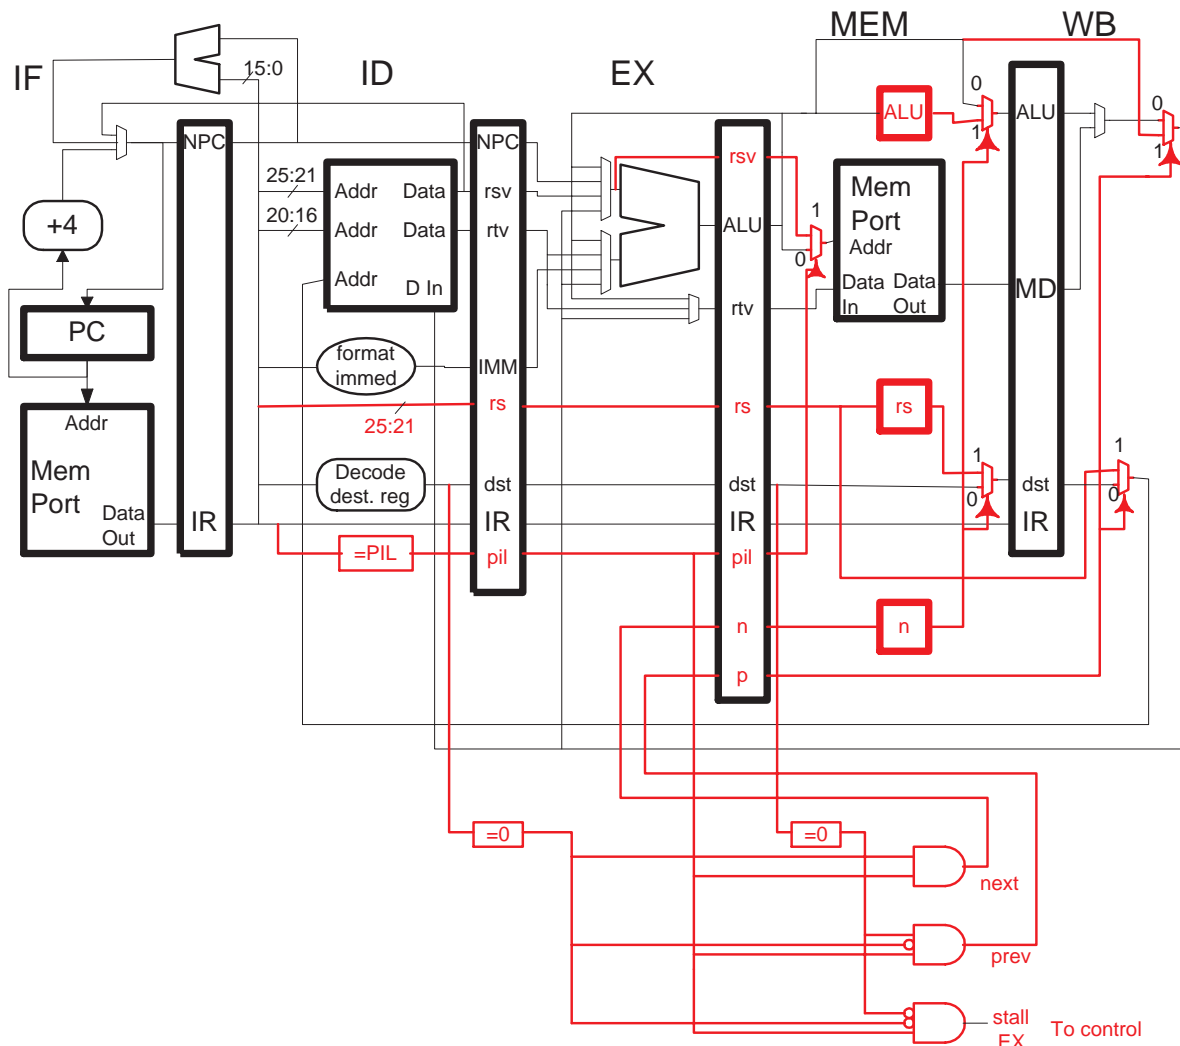 MEM
WB
IF
ID
EX
15:0
0
0
ALU
ALU
1
1
NPC
NPC
rsv
25:21
Addr
Data
rsv
Mem
Port
20:16
Addr
Data
rtv
ALU
1
+4
Addr
0
Addr
D In
Data
In
Data
Out
MD
rtv
PC
format
immed
IMM
rs
rs
rs
25:21
Addr
Mem
Port
Decode
dest. reg
1
1
dst
dst
0
dst
0
Data
Out
IR
IR
IR
IR
=PIL
pil
pil
n
n
p
=0
=0
next
prev
stall
EX
To control